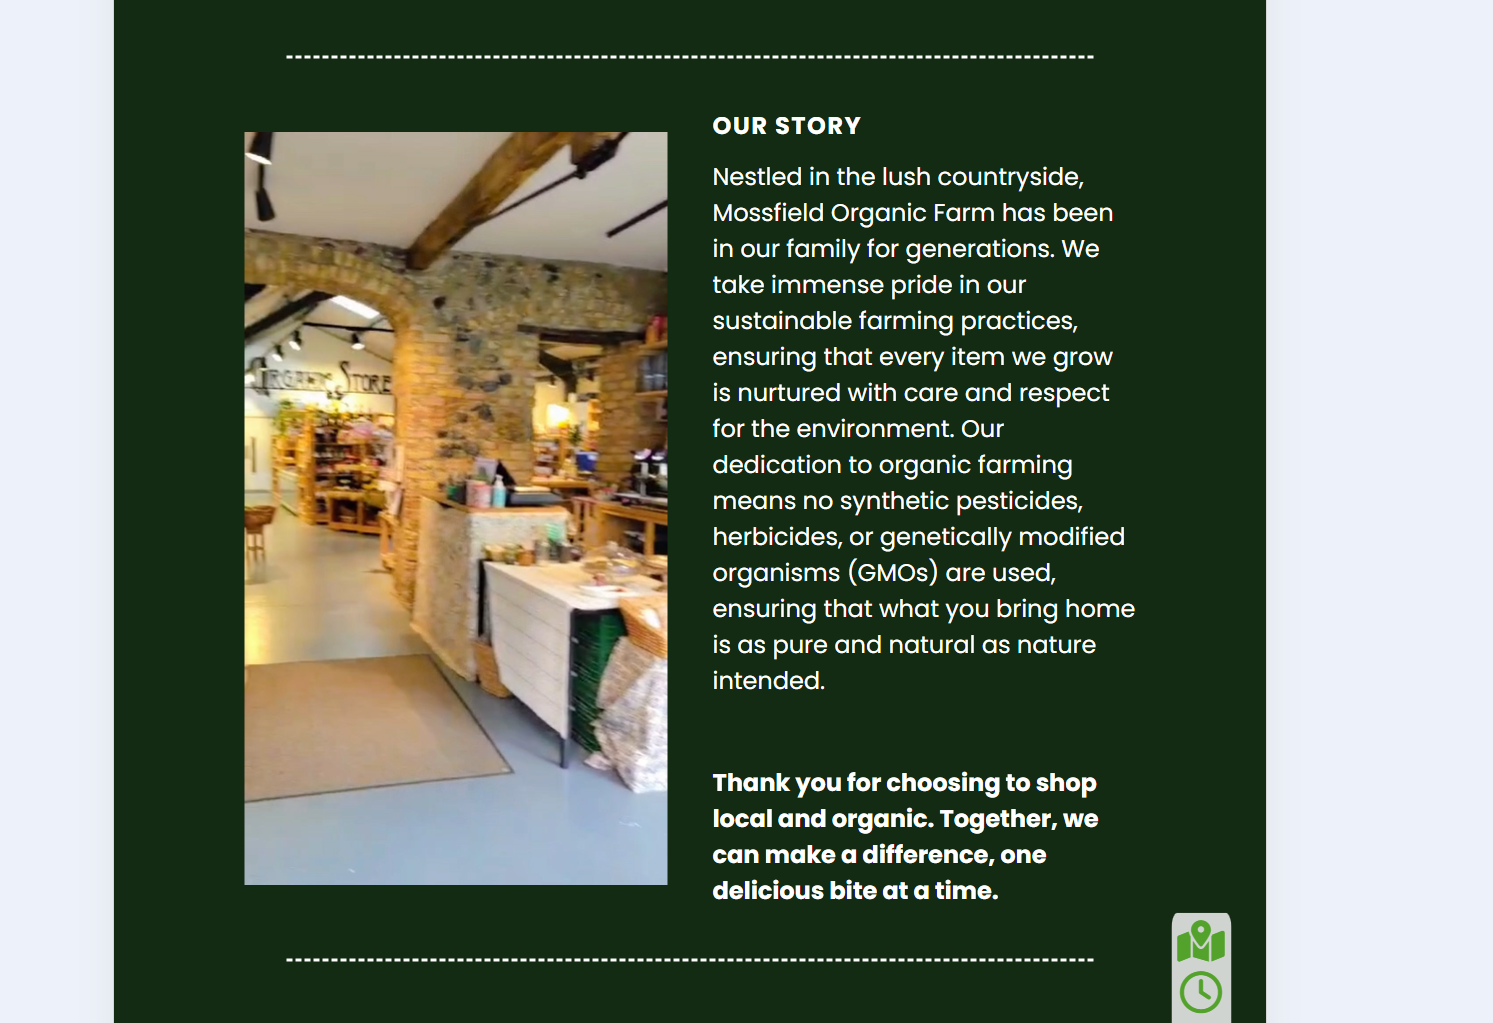 OUR STORY
Nestled in the lush countryside,
Mossfield Organic Farm has been
in our family for generations. We
take immense pride in our
sustainable farming practices,
ensuring that every item we grow
is nurtured with care and respect
for the environment. Our
dedication to organic farming
means no synthetic pesticides,
herbicides, or genetically modified
organisms (GMOs) are used,
ensuring that what you bring home
is as pure and natural as nature
intended.
Thank you for choosing to shop
local and organic. Together, we
can make a difference, one
delicious bite at a time.
ORGANIC STORE